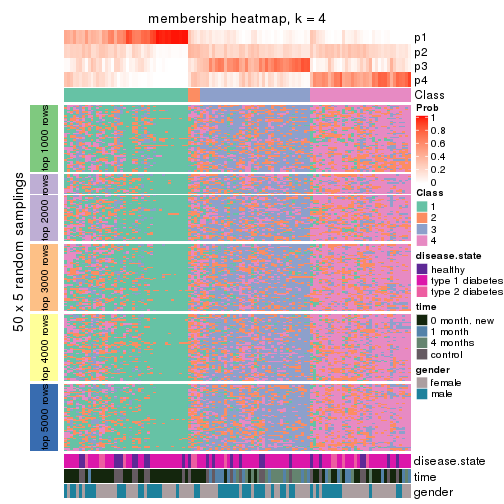 membership heatmap, k = 4
p1
p2
p3
p4
Class
50 x 5 random samplings
top 1000 rows
top 2000 rows
top 3000 rows
top 4000 rows
top 5000 rows
Prob
1
0.8
0.6
0.4
0.2
0
Class
1
2
3
4
disease.state
healthy
type 1 diabetes
type 2 diabetes
time
0 month. new
1 month
4 months
control
gender
female
male
disease.state
time
gender